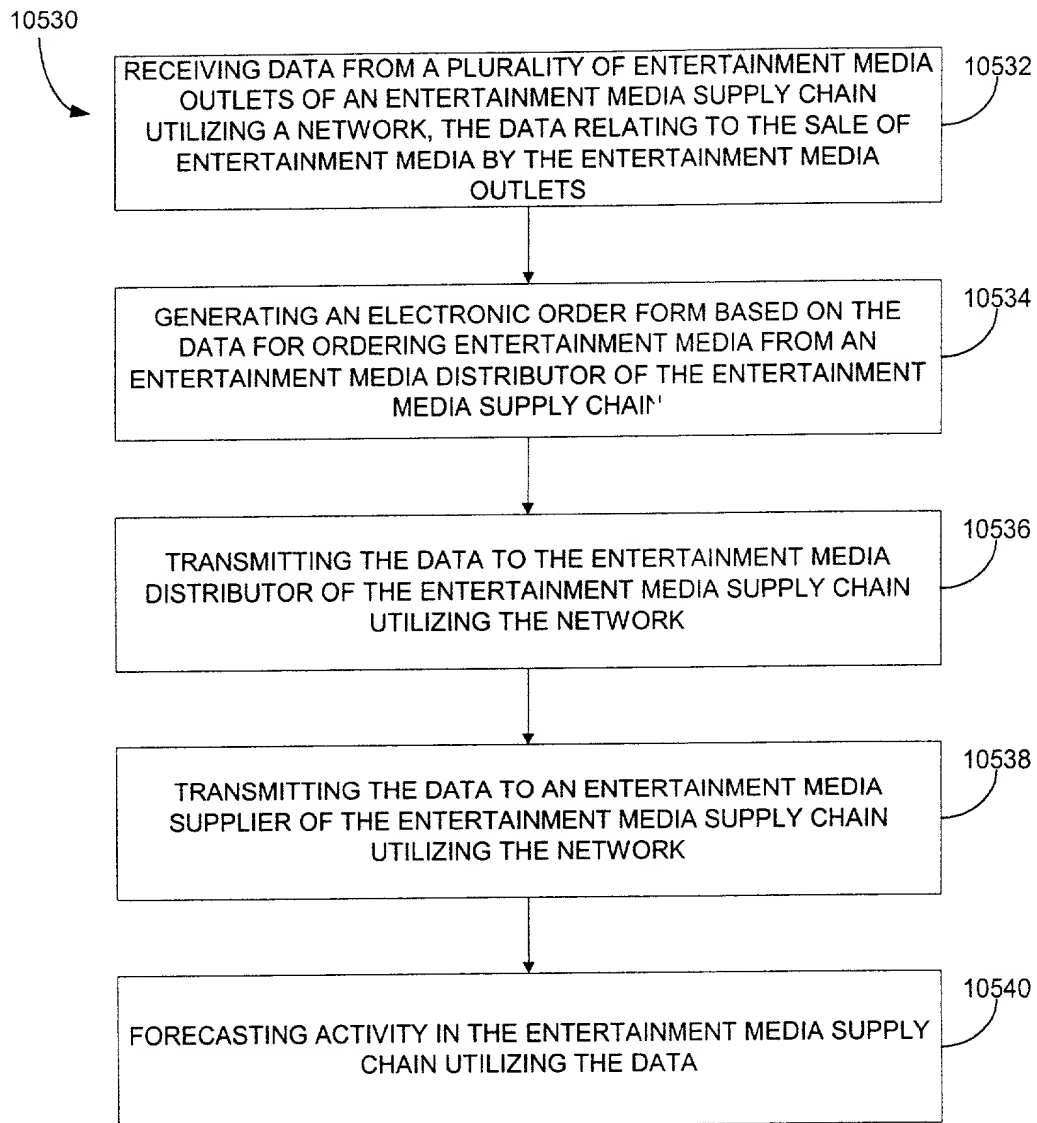 10530
RECEIVING DATA FROM A PLURALITY OF ENTERTAINMENT MEDIA
OUTLETS OF AN ENTERTAINMENT MEDIA SUPPLY CHAIN
UTILIZING A NETWORK, THE DATA RELATING TO THE SALE OF
ENTERTAINMENT MEDIA BY THE ENTERTAINMENT MEDIA
OUTLETS
10532
GENERATING AN ELECTRONIC ORDER FORM BASED ON THE
DATA FOR ORDERING ENTERTAINMENT MEDIA FROM AN
ENTERTAINMENT MEDIA DISTRIBUTOR OF THE ENTERTAINMENT
MEDIA SUPPLY CHAIN
10534
TRANSMITTING THE DATA TO THE ENTERTAINMENT MEDIA
DISTRIBUTOR OF THE ENTERTAINMENT MEDIA SUPPLY CHAIN
UTILIZING THE NETWORK
10536
TRANSMITTING THE DATA TO AN ENTERTAINMENT MEDIA
SUPPLIER OF THE ENTERTAINMENT MEDIA SUPPLY CHAIN
UTILIZING THE NETWORK
10538
FORECASTING ACTIVITY IN THE ENTERTAINMENT MEDIA SUPPLY
CHAIN UTILIZING THE DATA
10540